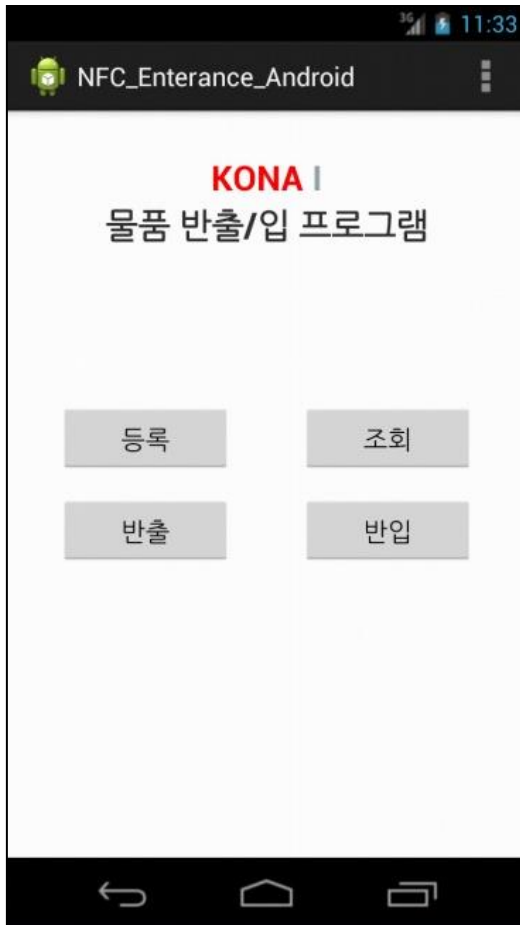 3G 11:33
NFC_Enterance_Android
KONA I
물품 반출/입 프로그램
등록 조회
반출 반입